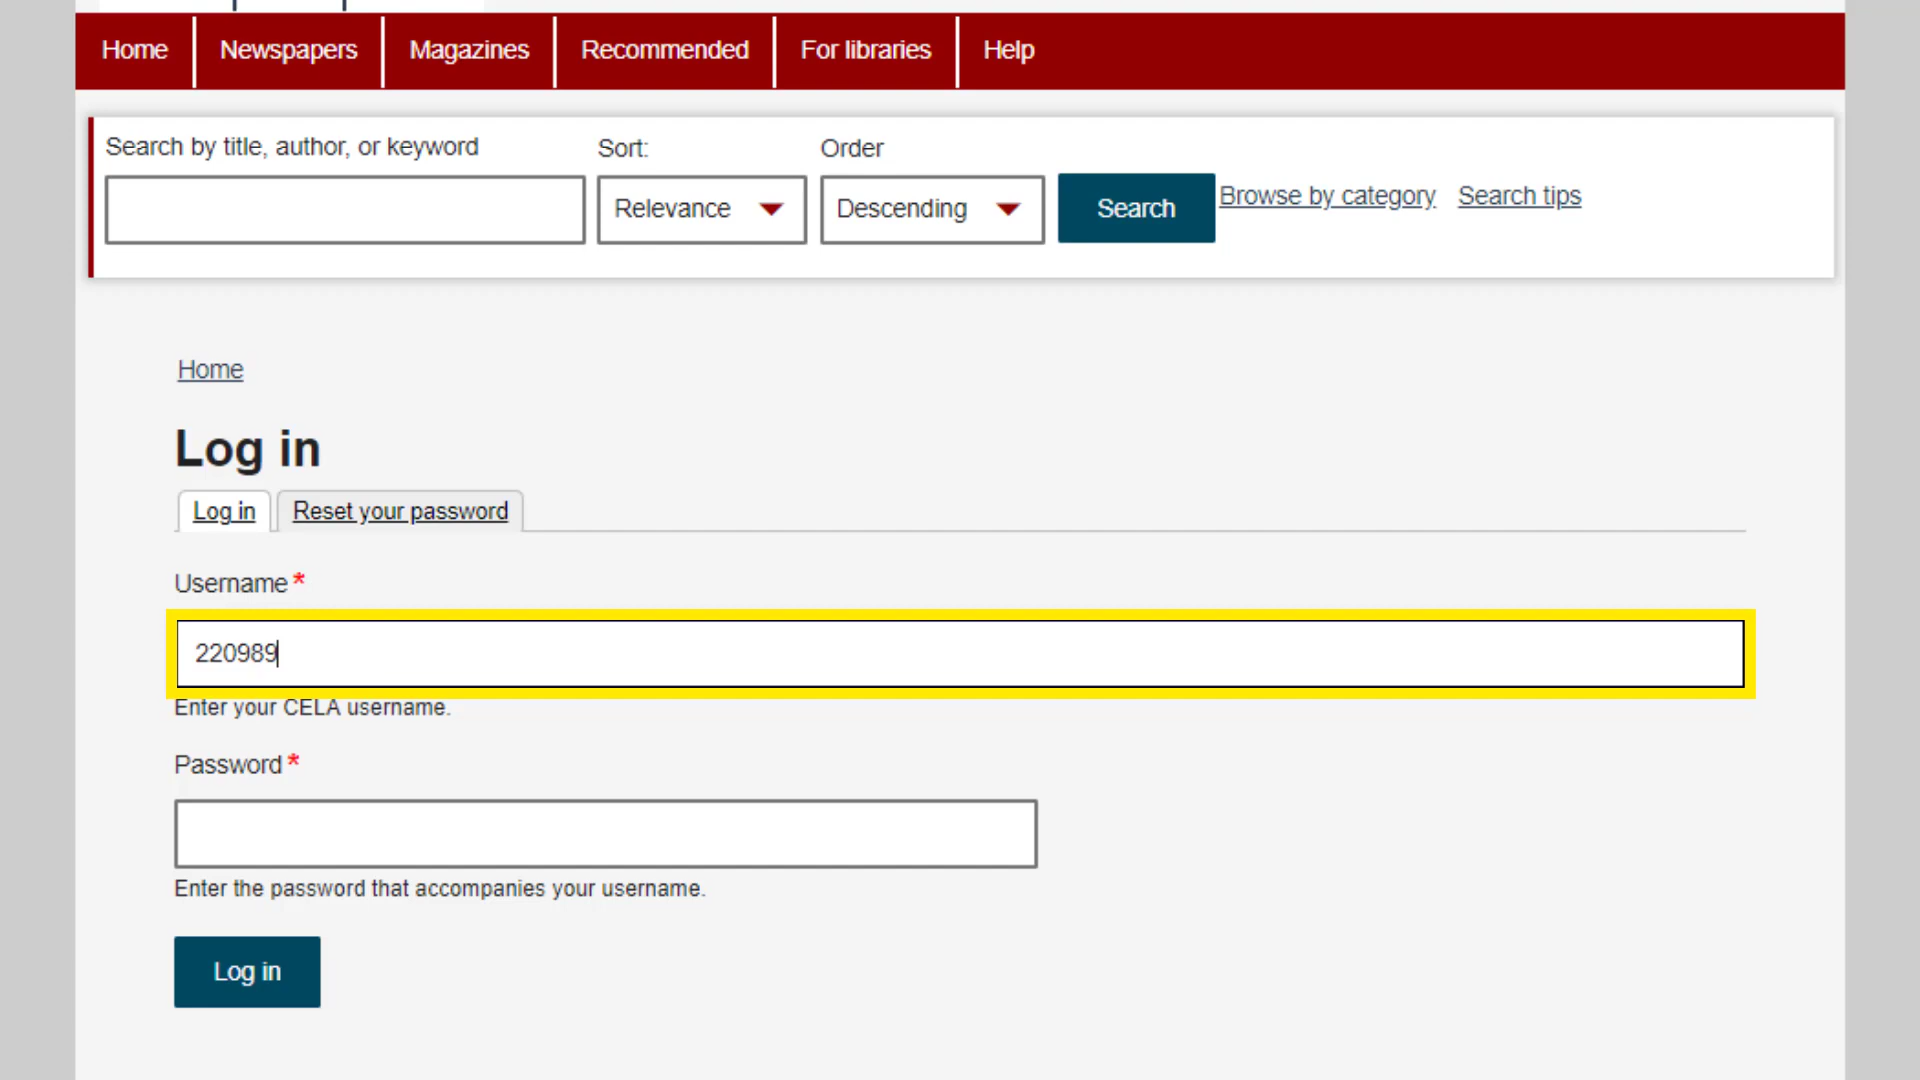 Home Newspapers Magazines Recommended For libraries Help
Search by title, author, or keyword Sort: Order
Relevance Descending Search Browse by category Search tips
Home
Log in
Log in Reset your password
Username *
220989
Enter your CELA username.
Password *
Enter the password that accompanies your username.
Log in